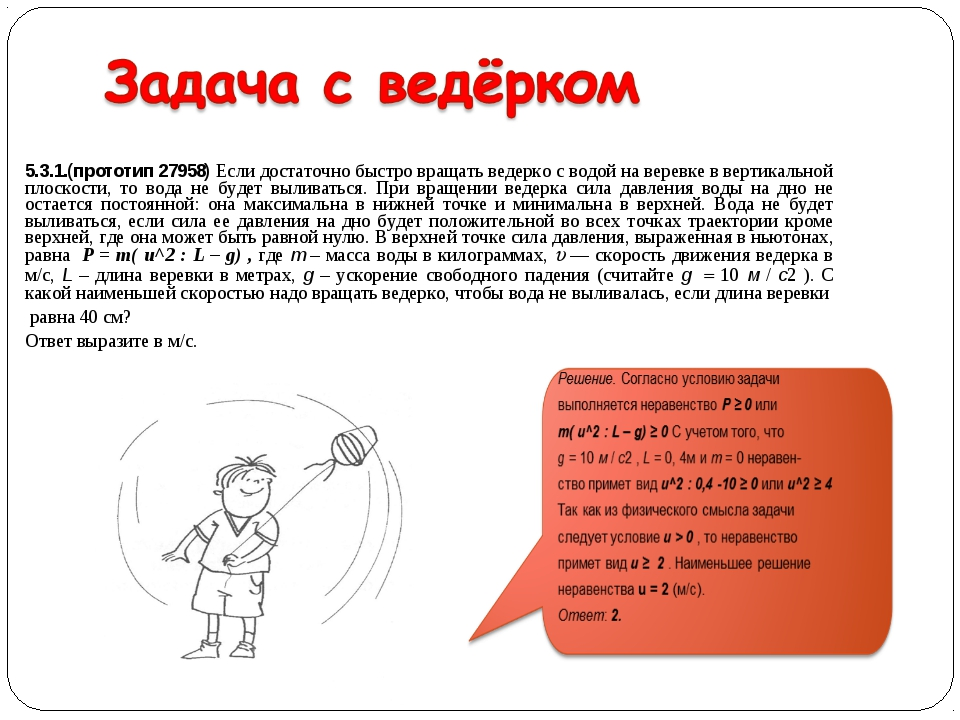 Задача с ведёрком
5.3.1.(прототип 27958) Если достаточно быстро вращать ведерко с водой на веревке в вертикальной
плоскости, то вода не будет выливаться. При вращении ведерка сила давления воды на дно не
остается постоянной: она максимальна в нижней точке и минимальна в верхней. Вода не будет
выливаться, если сила ее давления на дно будет положительной во всех точках траектории кроме
верхней, где она может быть равной нулю. В верхней точке сила давления, выраженная в ньютонах,
равна P = m( u^2 : L – g) , где m – масса воды в килограммах, υ — скорость движения ведерка в
м/с, L – длина веревки в метрах, g – ускорение свободного падения (считайте g = 10 м / с2 ). С
какой наименьшей скоростью надо вращать ведерко, чтобы вода не выливалась, если длина веревки
равна 40 см?
Ответ выразите в м/с.
Решение. Согласно условию задачи
выполняется неравенство P ≥ 0 или
m( u^2 : L – g) ≥ 0 С учетом того, что
g = 10 м / с2 , L = 0, 4м и m = 0 неравен-
ство примет вид u^2 : 0,4 -10 ≥ 0 или u^2 ≥ 4
Так как из физического смысла задачи
следует условие u > 0 , то неравенство
примет вид u ≥ 2 . Наименьшее решение
неравенства u = 2 (м/с).
Ответ: 2.